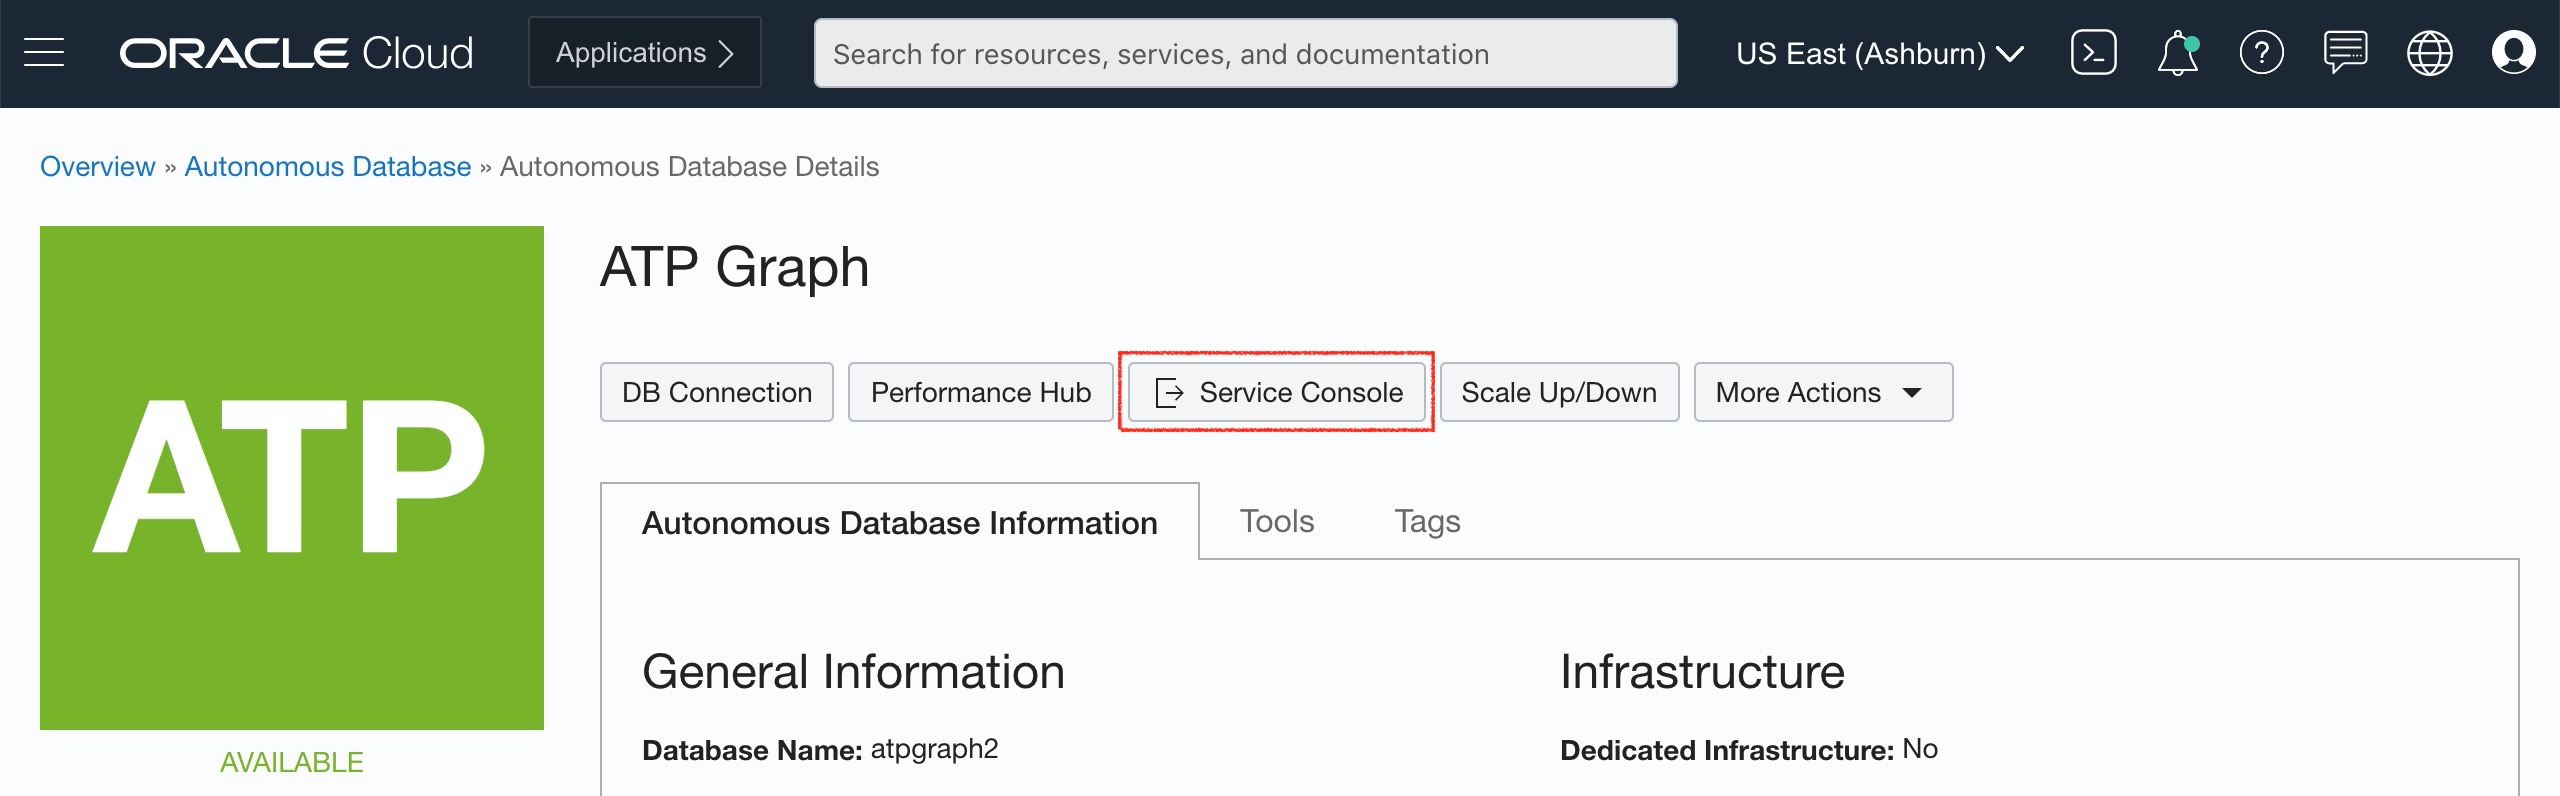 ORACLE Cloud Applications Search for resources, services, and documentation US East (Ashburn)
Overview » Autonomous Database » Autonomous Database Details
ATP
AVAILABLE
ATP Graph
DB Connection Performance Hub Service Console Scale Up/Down More Actions
Autonomous Database Information Tools Tags
General Information
Database Name: atpgraph2
Infrastructure
Dedicated Infrastructure: No